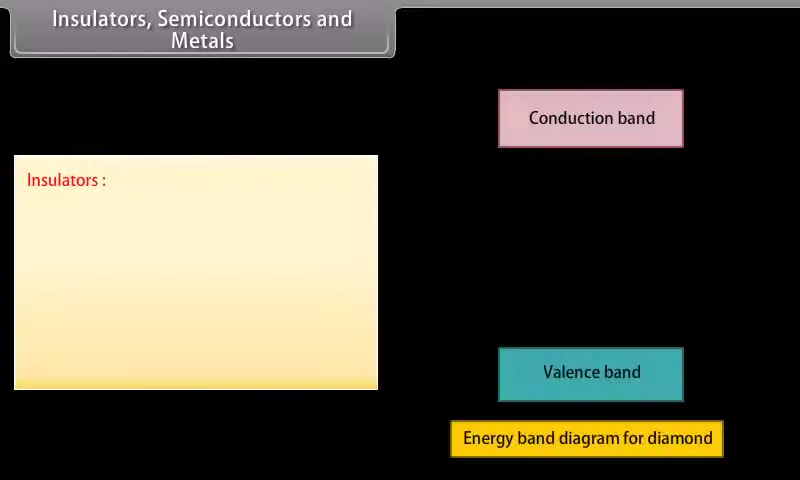 Insulators, Semiconductors and
Metals
Conduction band
Insulators :
Valence band
Energy band diagram for diamond